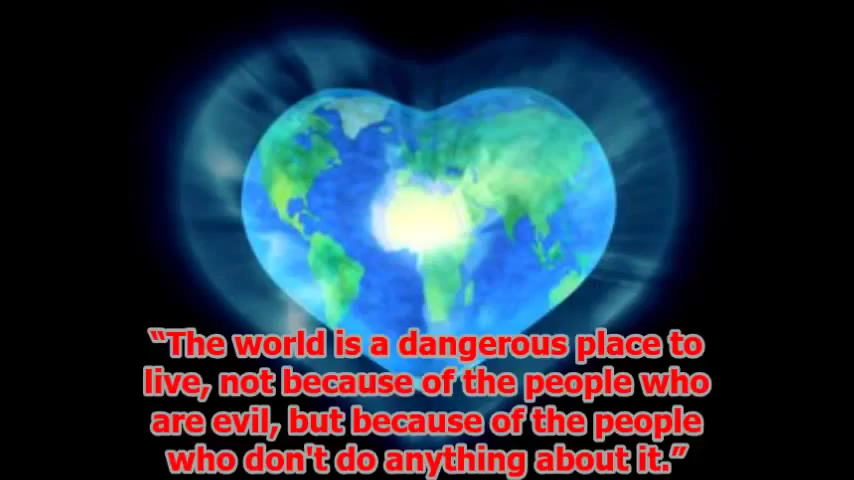 “The world is a dangerous place to
live, not because of the people who
are evil, but because of the people
who don't do anything about it.”